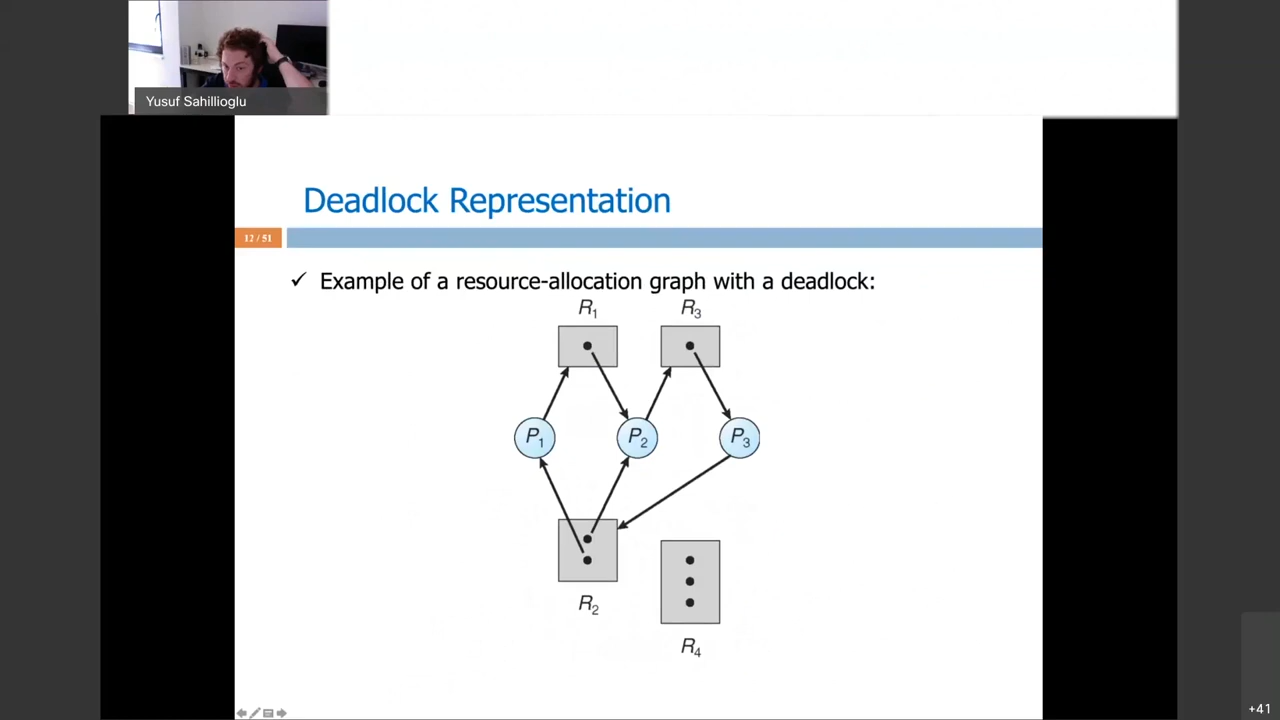 Yusuf Sahillioglu
Deadlock Representation
12 / 51
✓ Example of a resource-allocation graph with a deadlock:
R1 R3
P1 P2 P3
R2
R4
+41